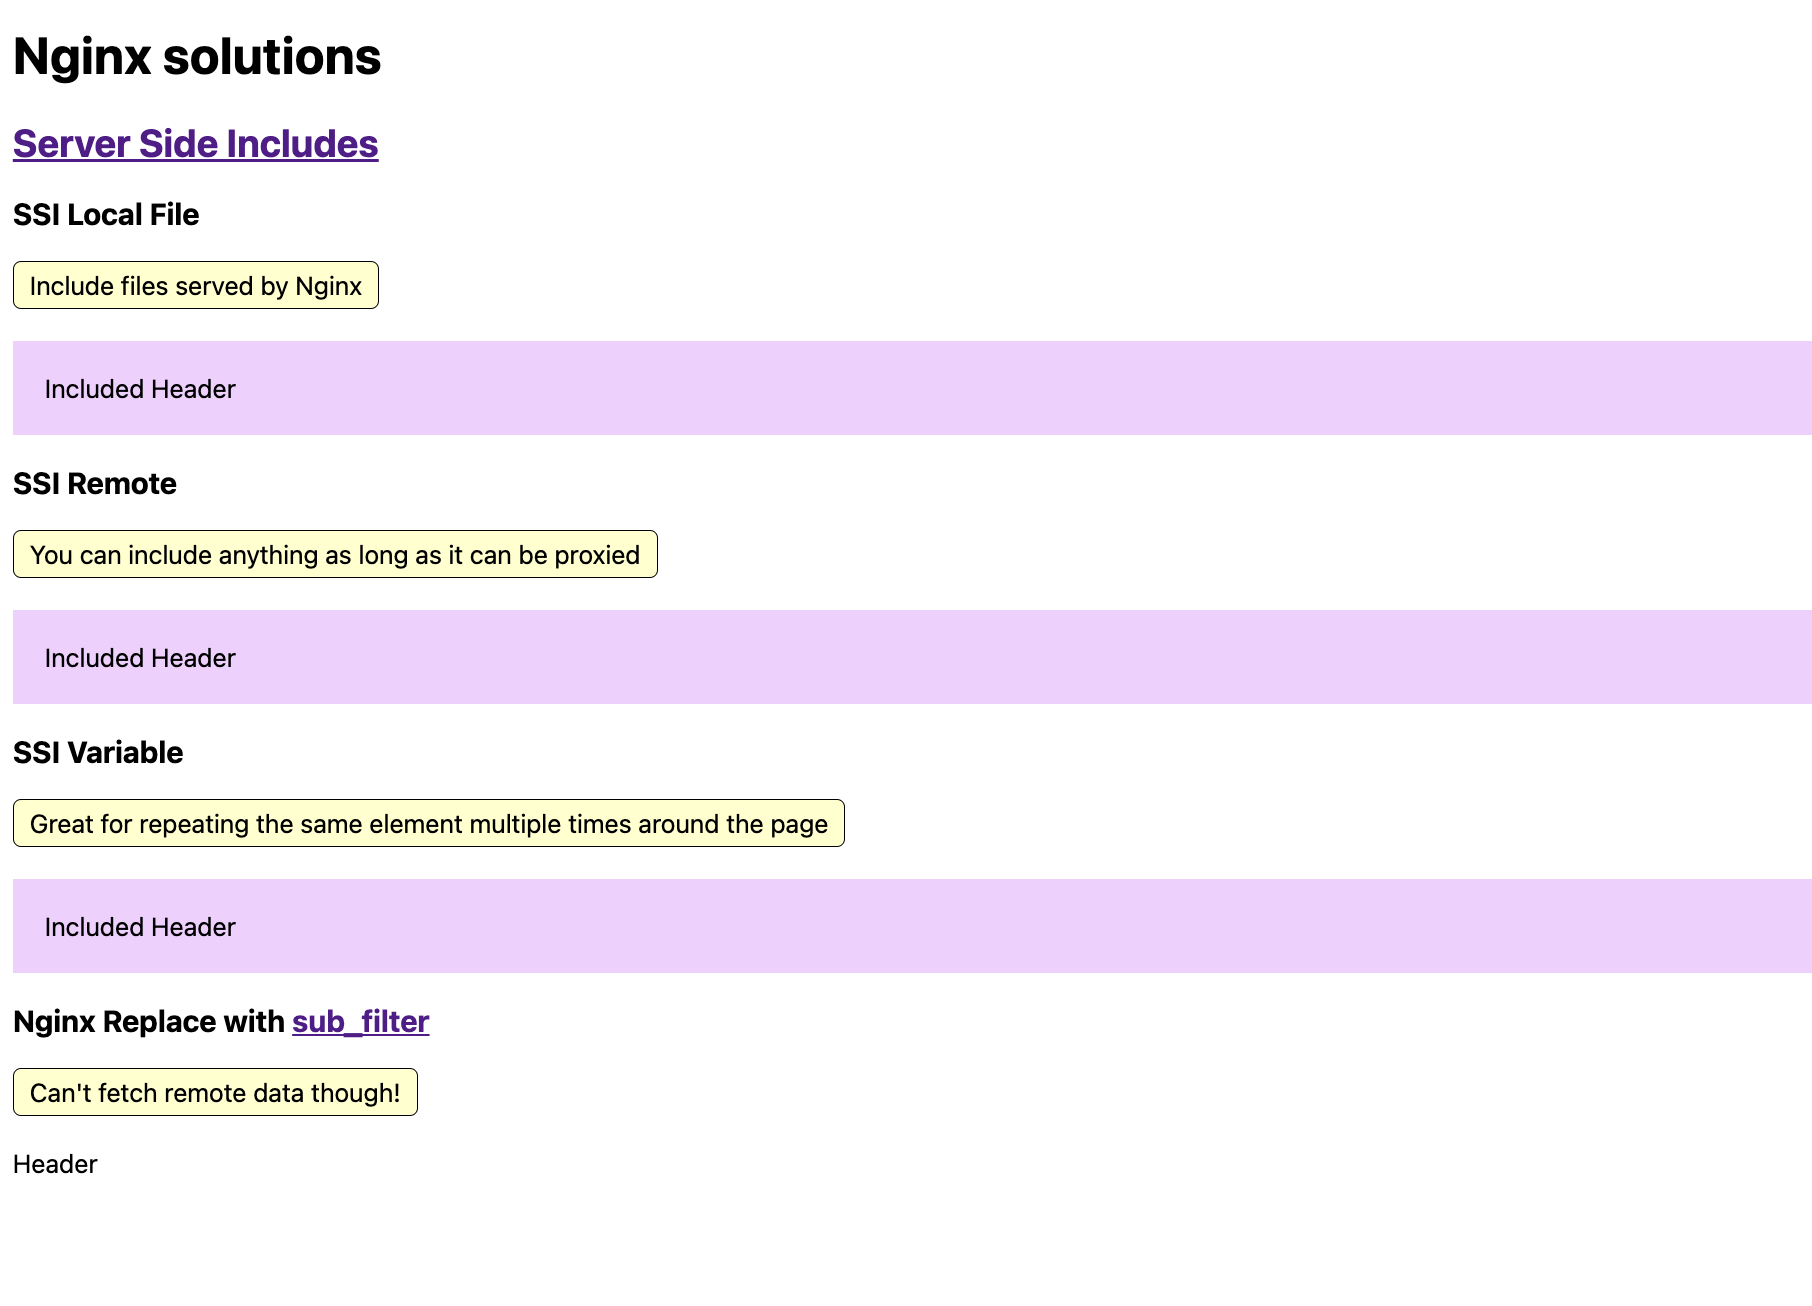 Nginx solutions
Server Side Includes
SSI Local File
Include files served by Nginx
Included Header
SSI Remote
You can include anything as long as it can be proxied
Included Header
SSI Variable
Great for repeating the same element multiple times around the page
Included Header
Nginx Replace with sub_filter
Can't fetch remote data though!
Header